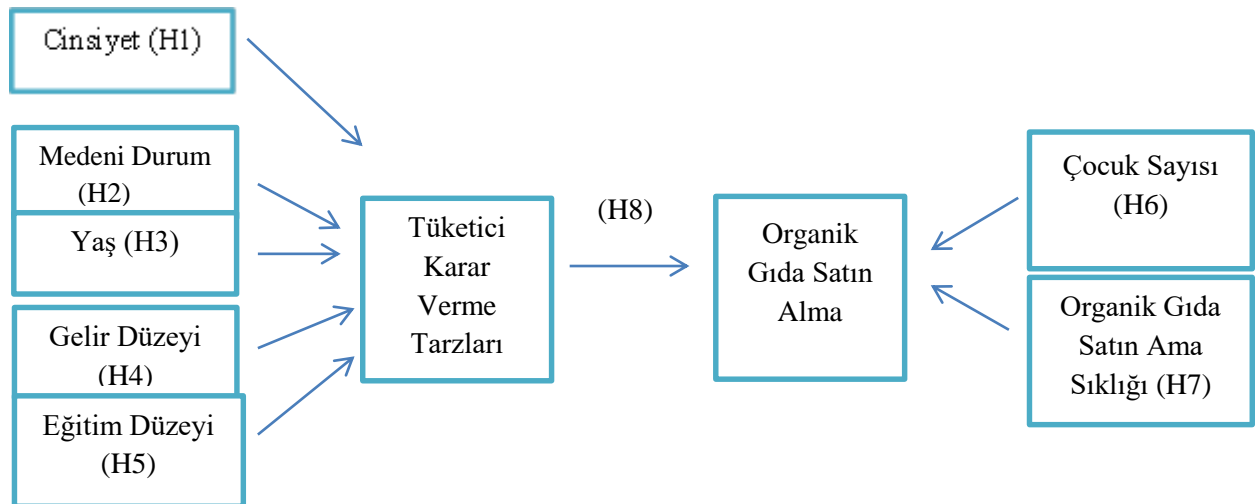 Cinsiyet (H1)
Medeni Durum
(H2)
Yaş (H3)
Gelir Düzeyi
(H4)
Eğitim Düzeyi
(H5)
Tüketici
Karar
Verme
Tarzları
(H8)
Organik
Gıda Satın
Alma
Çocuk Sayısı
(H6)
Organik Gıda
Satın Ama
Sıklığı (H7)